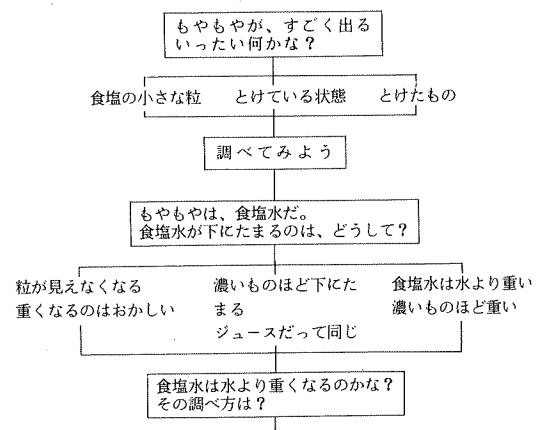 もやもやが、すごく出る
いったい何かな？
食塩の小さな粒　とけている状態　とけたもの
調べてみよう
もやもやは、食塩水だ。
食塩水が下にたまるのは、どうして？
粒が見えなくなる
重くなるのはおかしい
濃いものほど下にた
まる
ジュースだって同じ
食塩水は水より重い
濃いものほど重い
食塩水は水より重くなるのかな？
その調べ方は？